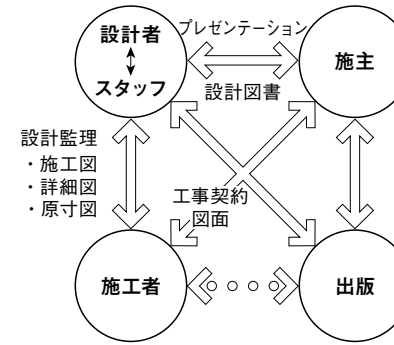 プレゼンテーション
設計者
スタッフ
施主
設計図書
設計監理
・施工図
・詳細図
・原寸図
工事契約
図面
施工者
出版